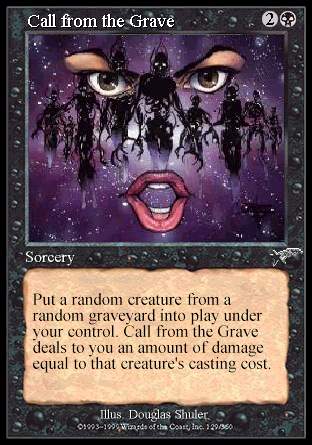 Call from the Grave 2
Sorcery
Put a random creature from a
random graveyard into play under
your control. Call from the Grave
deals to you an amount of damage
equal to that creature's casting cost.
Illus. Douglas Shuler
©1993-1999 Wizards of the Coast, Inc. 129/360